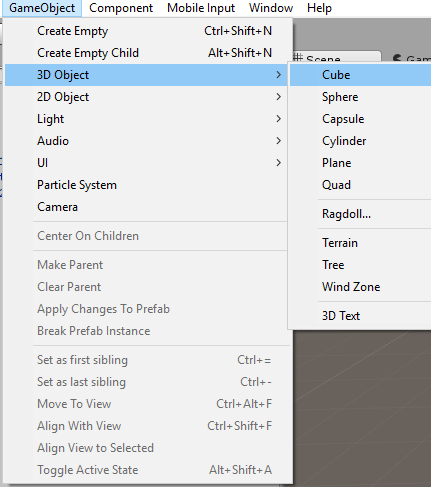 GameObject Component Mobile Input Window Help
Create Empty Ctrl+Shift+N
Create Empty Child Alt+Shift+N
3D Object
2D Object
Light
Audio
UI
Particle System
Camera
Center On Children
Make Parent
Clear Parent
Apply Changes To Prefab
Break Prefab Instance
Set as first sibling Ctrl+=
Set as last sibling Ctrl+-
Move To View Ctrl+Alt+F
Align With View Ctrl+Shift+F
Align View to Selected
Toggle Active State Alt+Shift+A
Scene
Cube
Sphere
Capsule
Cylinder
Plane
Quad
Ragdoll...
Terrain
Tree
Wind Zone
3D Text